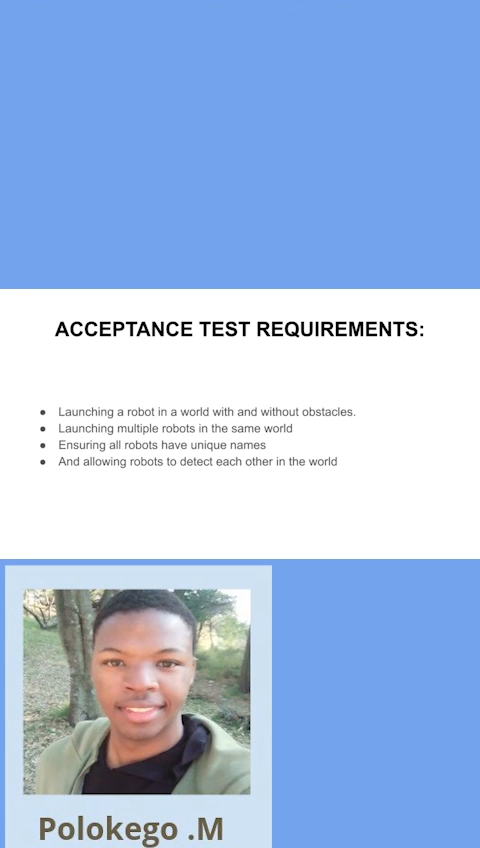 ACCEPTANCE TEST REQUIREMENTS:
● Launching a robot in a world with and without obstacles.
● Launching multiple robots in the same world
● Ensuring all robots have unique names
● And allowing robots to detect each other in the world
Polokego .M